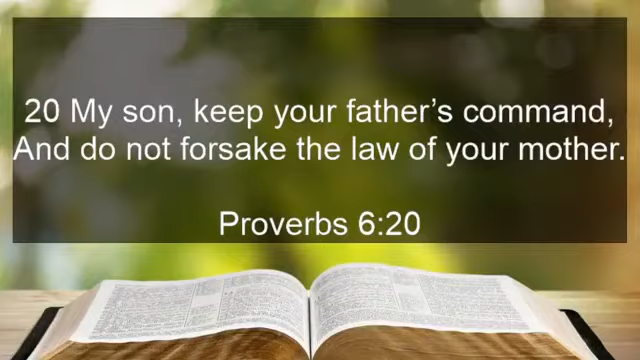 20 My son, keep your father’s command,
And do not forsake the law of your mother.
Proverbs 6:20